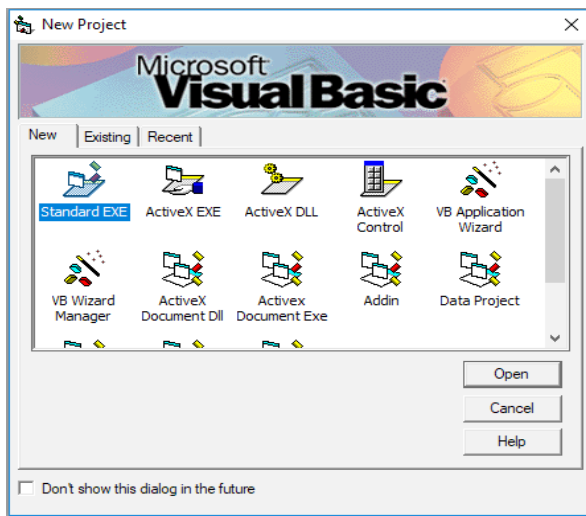 New Project
Microsoft
Visual Basic
New Existing Recent
Standard EXE ActiveX EXE ActiveX DLL ActiveX Control VB Application Wizard
VB Wizard Manager ActiveX Document Dll Activex Document Exe Addin Data Project
Open
Cancel
Help
Don't show this dialog in the future